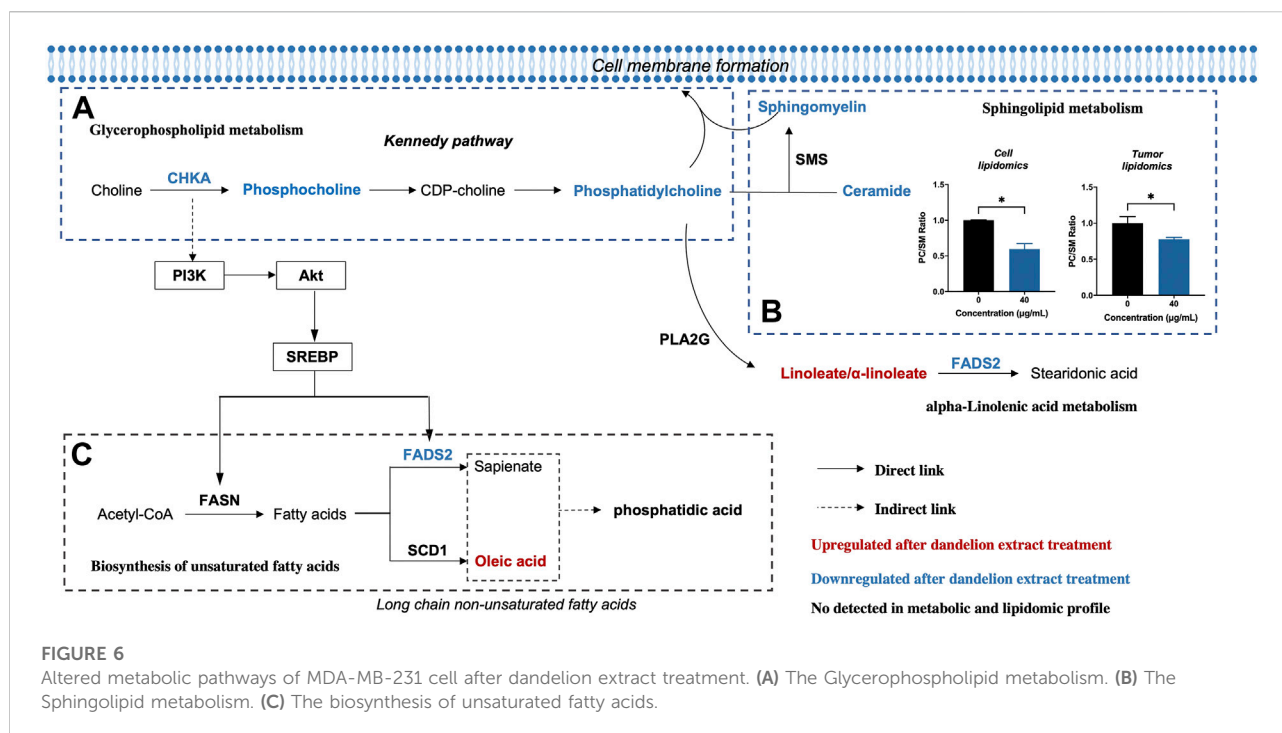 Cell membrane formation
A
Glycerophospholipid metabolism
Kennedy pathway
Choline
CHKA
Phosphocholine
CDP-choline
Phosphatidylcholine
Sphingomyelin
Sphingolipid metabolism
SMS
Ceramide
Cell
lipidomics
PC/SM Ratio
1.5
1.0
0.5
0.0
*
0
40
Concentration (μg/mL)
Tumor
lipidomics
PC/SM Ratio
1.5
1.0
0.5
0.0
*
0
40
Concentration (μg/mL)
B
PI3K
Akt
SREBP
PLA2G
Linoleate/α-linoleate
FADS2
Stearidonic acid
alpha-Linolenic acid metabolism
C
FADS2
Sapienate
Acetyl-CoA
FASN
Fatty acids
phosphatidic acid
SCD1
Oleic acid
Biosynthesis of unsaturated fatty acids
Long chain non-unsaturated fatty acids
Direct link
Indirect link
Upregulated after dandelion extract treatment
Downregulated after dandelion extract treatment
No detected in metabolic and lipidomic profile
FIGURE 6
Altered metabolic pathways of MDA-MB-231 cell after dandelion extract treatment. (A) The Glycerophospholipid metabolism. (B) The
Sphingolipid metabolism. (C) The biosynthesis of unsaturated fatty acids.